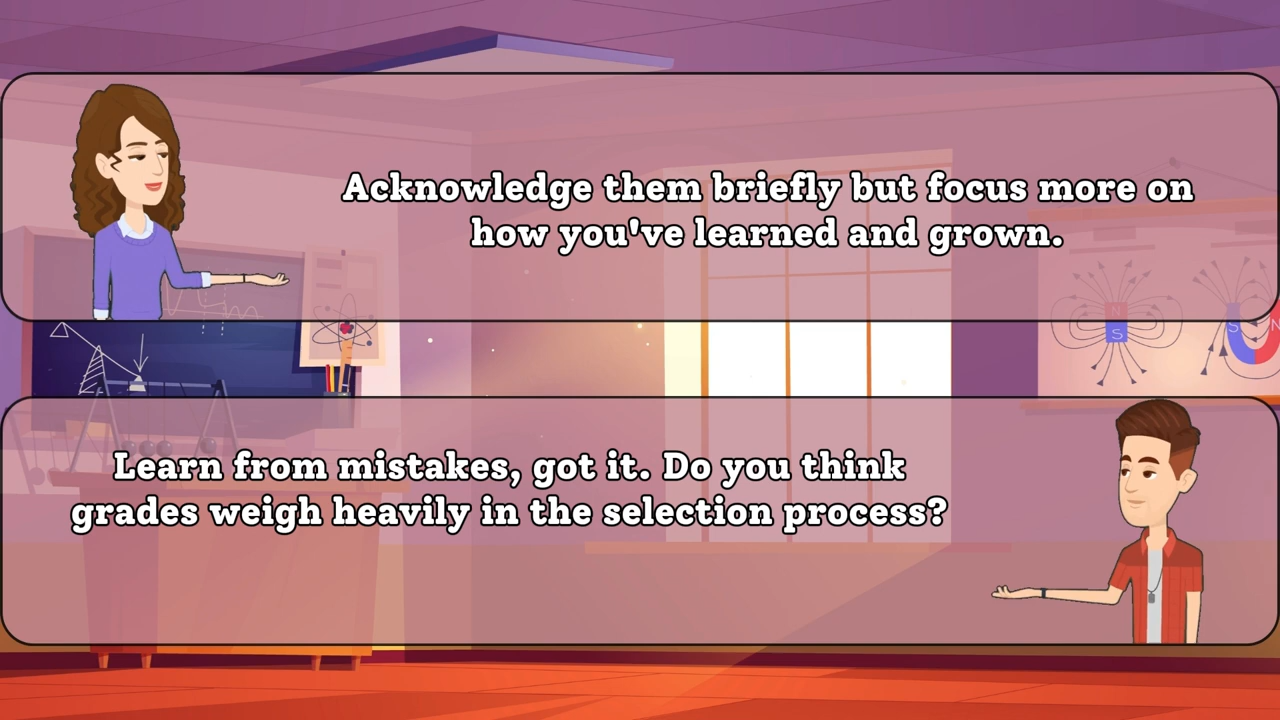 Acknowledge them briefly but focus more on
how you've learned and grown.
N
S
S
N
Learn from mistakes, got it. Do you think
grades weigh heavily in the selection process?